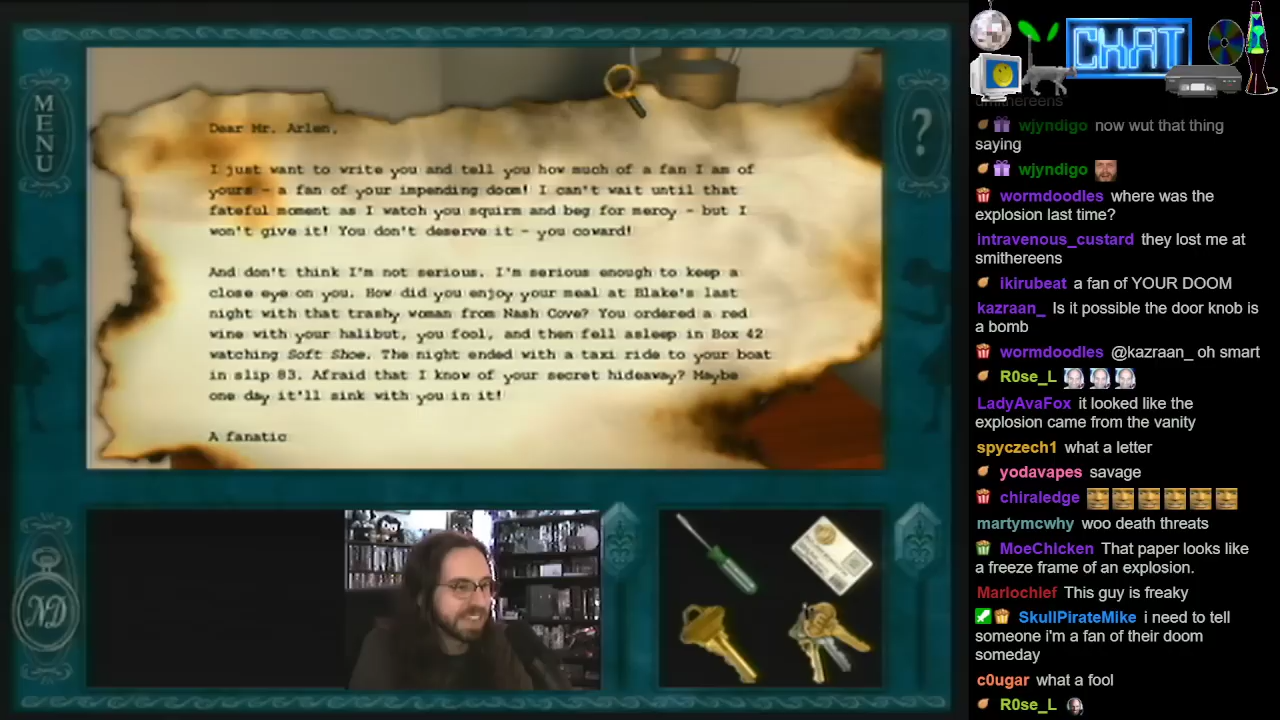 MENU
?
Dear Mr. Arlen,
I just want to write you and tell you how much of a fan I am of
yours - a fan of your impending doom! I can't wait until that
fateful moment as I watch you squirm and beg for mercy - but I
won't give it! You don't deserve it - you coward!
And don't think I'm not serious. I'm serious enough to keep a
close eye on you. How did you enjoy your meal at Blake's last
night with that trashy woman from Nash Cove? You ordered a red
wine with your halibut, you fool, and then fell asleep in Box 42
watching Soft Shoe. The night ended with a taxi ride to your boat
in slip 83. Afraid that I know of your secret hideaway? Maybe
one day it'll sink with you in it!
A fanatic
ND
CHAT
smithereens
wjyndigo now wut that thing
saying
wjyndigo
wormdoodles where was the
explosion last time?
intravenous_custard they lost me at
smithereens
ikirubeat a fan of YOUR DOOM
kazraan_ Is it possible the door knob is
a bomb
wormdoodles @kazraan_ oh smart
R0se_L
LadyAvaFox it looked like the
explosion came from the vanity
spyczech1 what a letter
yodavapes savage
chiraledge
martymcwhy woo death threats
MoeChicken That paper looks like
a freeze frame of an explosion.
Marlochief This guy is freaky
SkullPirateMike i need to tell
someone i'm a fan of their doom
someday
c0ugar what a fool
R0se_L